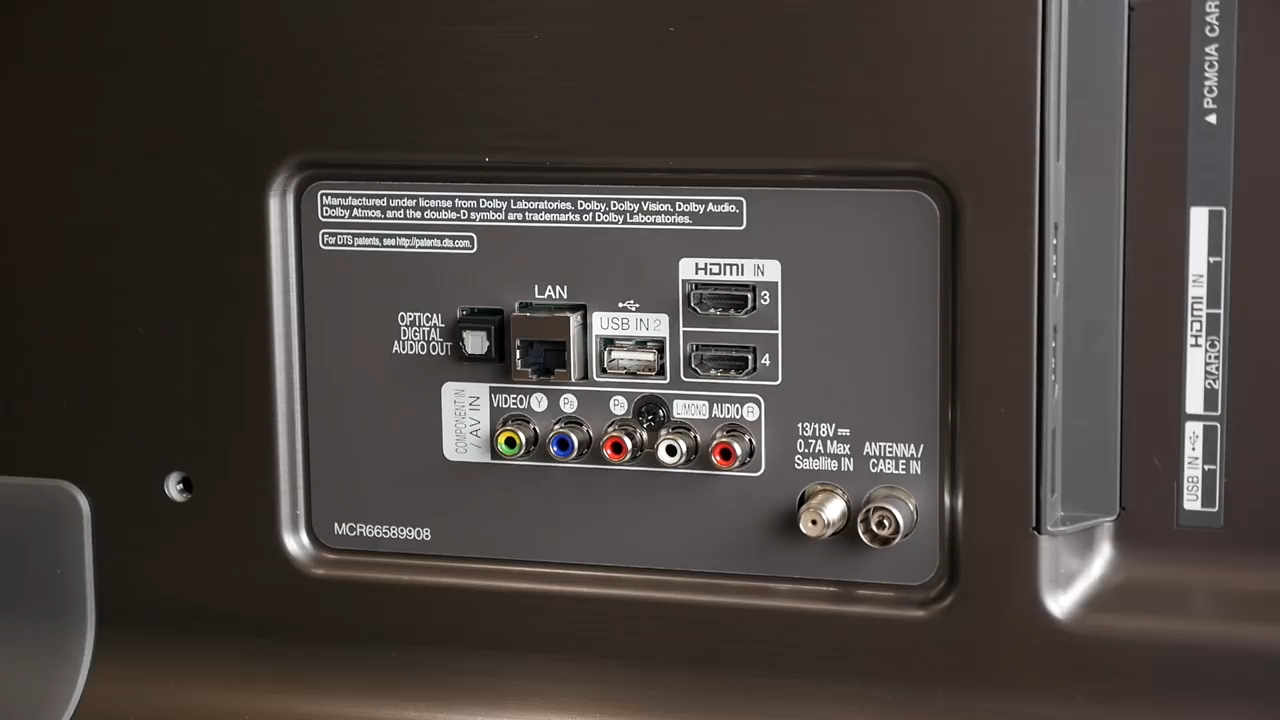 Manufactured under license from Dolby Laboratories. Dolby, Dolby Vision, Dolby Audio,
Dolby Atmos, and the double-D symbol are trademarks of Dolby Laboratories.
For DTS patents, see http://patents.dts.com.
OPTICAL
DIGITAL
AUDIO OUT
LAN
USB IN 2
HDMI IN
3
4
COMPONENT IN
/AV IN
VIDEO/ Y
PB
PR
L/MONO AUDIO R
13/18V
0.7A Max
Satellite IN
ANTENNA/
CABLE IN
MCR66589908
▲PCMCIA CAR
HDMI IN
2(ARC) 1
USB IN
1